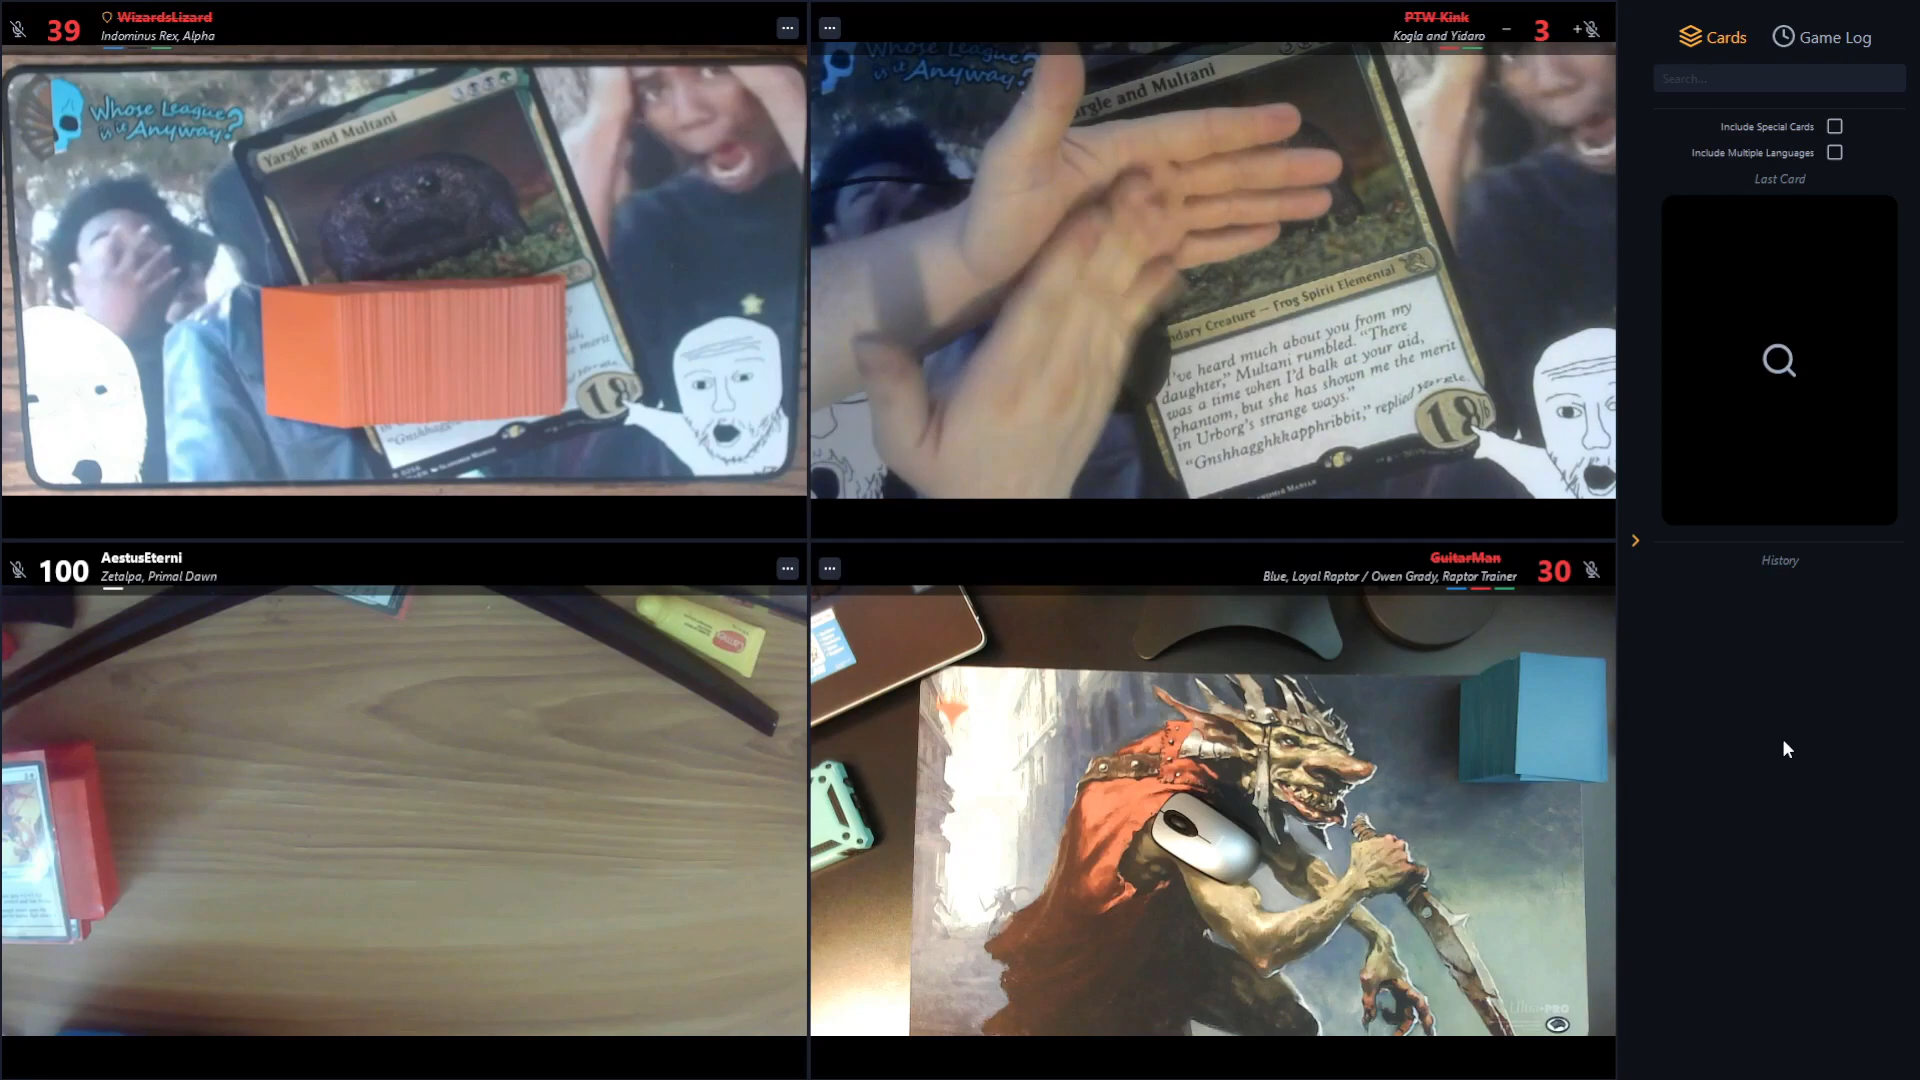 39
WizardsLizard
Indominus Rex, Alpha
Whose League
is it Anyway?
Yargle and Multani
PTW Kink
Kogla and Yidaro
−
3
+
Whose League
is it Anyway?
Yargle and Multani
Legendary Creature — Frog Spirit Elemental
"I've heard much about you from my
daughter," Multani rumbled. "There
was a time when I'd balk at your aid,
phantom, but she has shown me the merit
in Urborg's strange ways."
"Gnshhagghkkapphribbit," replied Yargle.
18/6
Cards
Game Log
Search...
Include Special Cards
Include Multiple Languages
Last Card
History
100
AestusEterni
Zetalpa, Primal Dawn
GuitarMan
Blue, Loyal Raptor / Owen Grady, Raptor Trainer
30